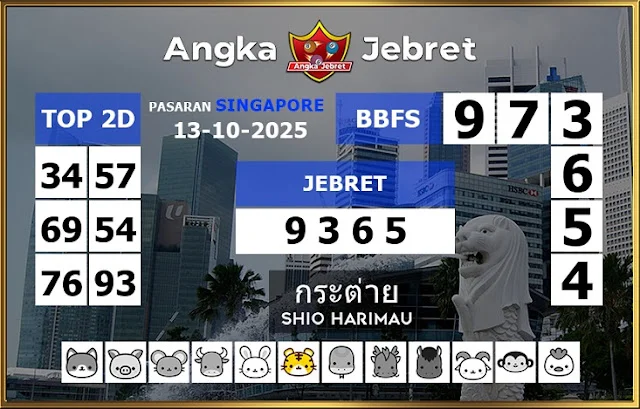 Angka Jebret
Angka Jebret
TOP 2D
PASARAN SINGAPORE
13-10-2025
BBFS 9 7 3
6
5
4
34 57
69 54
76 93
JEBRET
9 3 6 5
กระต่าย
SHIO HARIMAU
HSBC